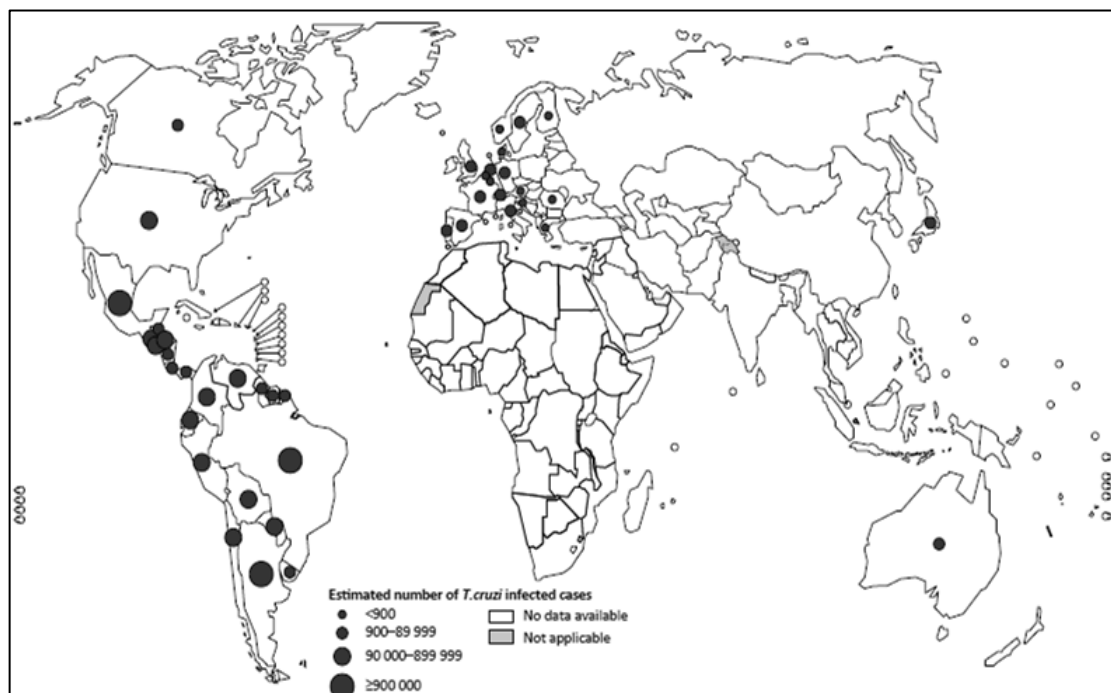 Estimated number of T.cruzi infected cases
<900
900–89 999
90 000–899 999
≥900 000
No data available
Not applicable